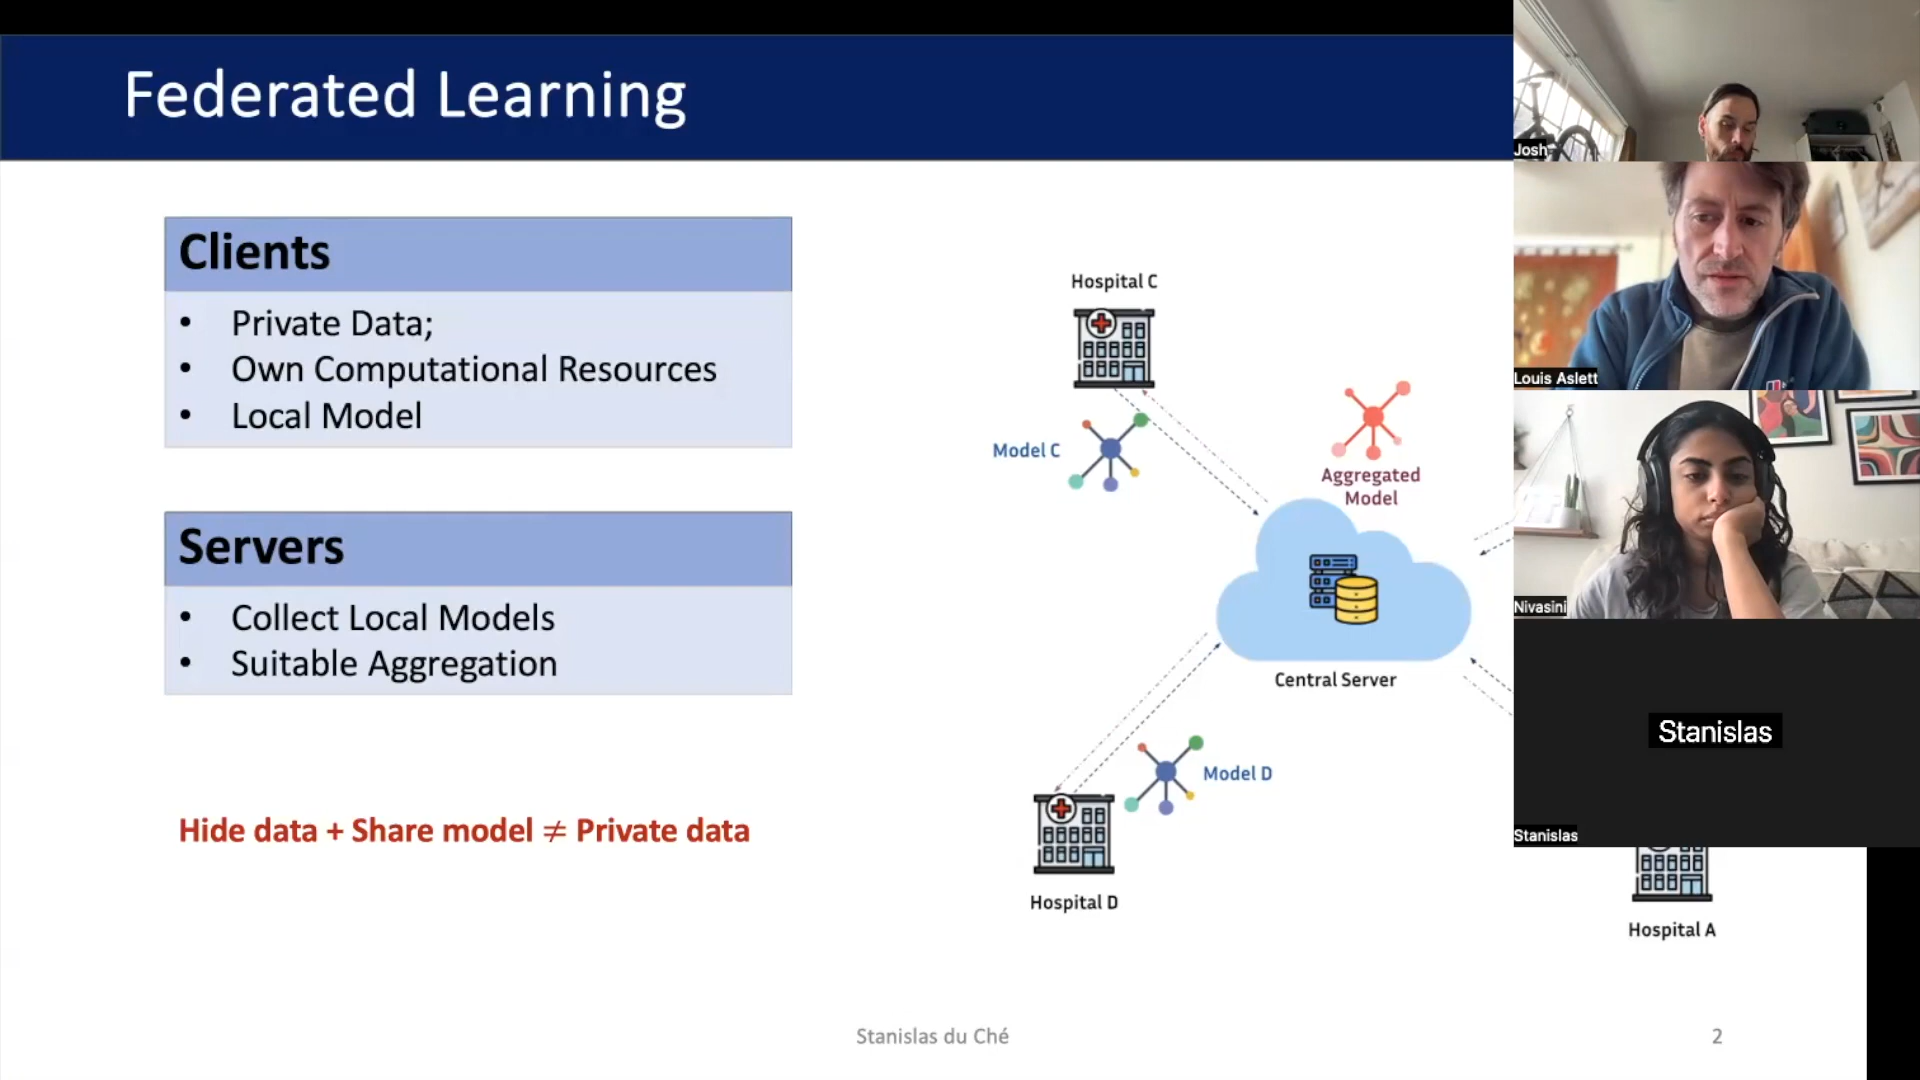 Federated Learning
Clients
• Private Data;
• Own Computational Resources
• Local Model
Servers
• Collect Local Models
• Suitable Aggregation
Hide data + Share model ≠ Private data
Hospital C
Model C
Aggregated
Model
Central Server
Model D
Hospital D
Hospital A
Stanislas du Ché
2
Josh
Louis Aslett
Nivasini
Stanislas
Stanislas